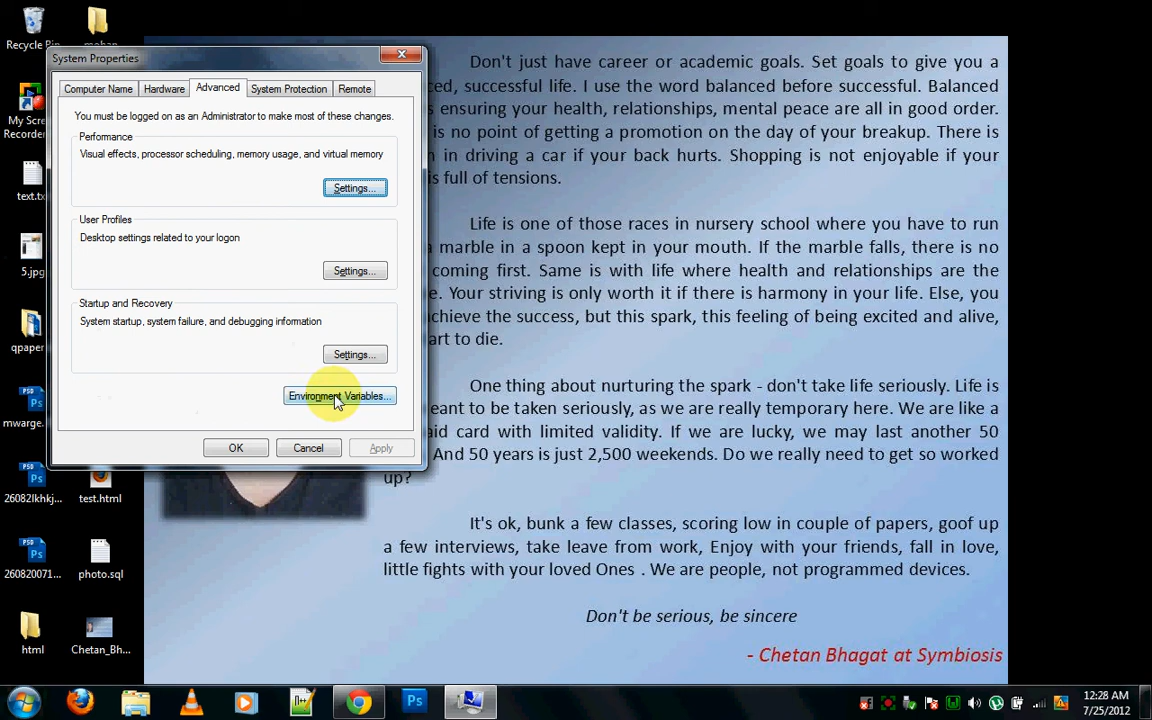 Recycle Bin
mohan
My Scre
Recorder
text.tx
5.jpg
qpaper
mwarge.
26082lkhkj...
test.html
260820071...
photo.sql
html
Chetan_Bh...
System Properties
Computer Name
Hardware
Advanced
System Protection
Remote
You must be logged on as an Administrator to make most of these changes.
Performance
Visual effects, processor scheduling, memory usage, and virtual memory
Settings...
User Profiles
Desktop settings related to your logon
Settings...
Startup and Recovery
System startup, system failure, and debugging information
Settings...
Environment Variables...
OK
Cancel
Apply
Don't just have career or academic goals. Set goals to give you a
ced, successful life. I use the word balanced before successful. Balanced
s ensuring your health, relationships, mental peace are all in good order.
is no point of getting a promotion on the day of your breakup. There is
in driving a car if your back hurts. Shopping is not enjoyable if your
is full of tensions.
Life is one of those races in nursery school where you have to run
a marble in a spoon kept in your mouth. If the marble falls, there is no
coming first. Same is with life where health and relationships are the
e. Your striving is only worth it if there is harmony in your life. Else, you
achieve the success, but this spark, this feeling of being excited and alive,
art to die.
One thing about nurturing the spark - don't take life seriously. Life is
eant to be taken seriously, as we are really temporary here. We are like a
aid card with limited validity. If we are lucky, we may last another 50
And 50 years is just 2,500 weekends. Do we really need to get so worked
up?
It's ok, bunk a few classes, scoring low in couple of papers, goof up
a few interviews, take leave from work, Enjoy with your friends, fall in love,
little fights with your loved Ones . We are people, not programmed devices.
Don't be serious, be sincere
- Chetan Bhagat at Symbiosis
12:28 AM
7/25/2012